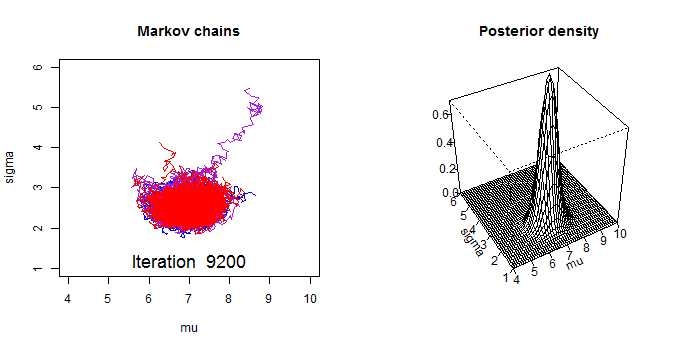 Markov chains
sigma
6
5
4
3
2
1
Iteration 9200
4 5 6 7 8 9 10
mu
Posterior density
0.6
0.4
0.2
0.0
6
5
4
3
2
1
sigma
4
5
6
7
8
9
10
mu